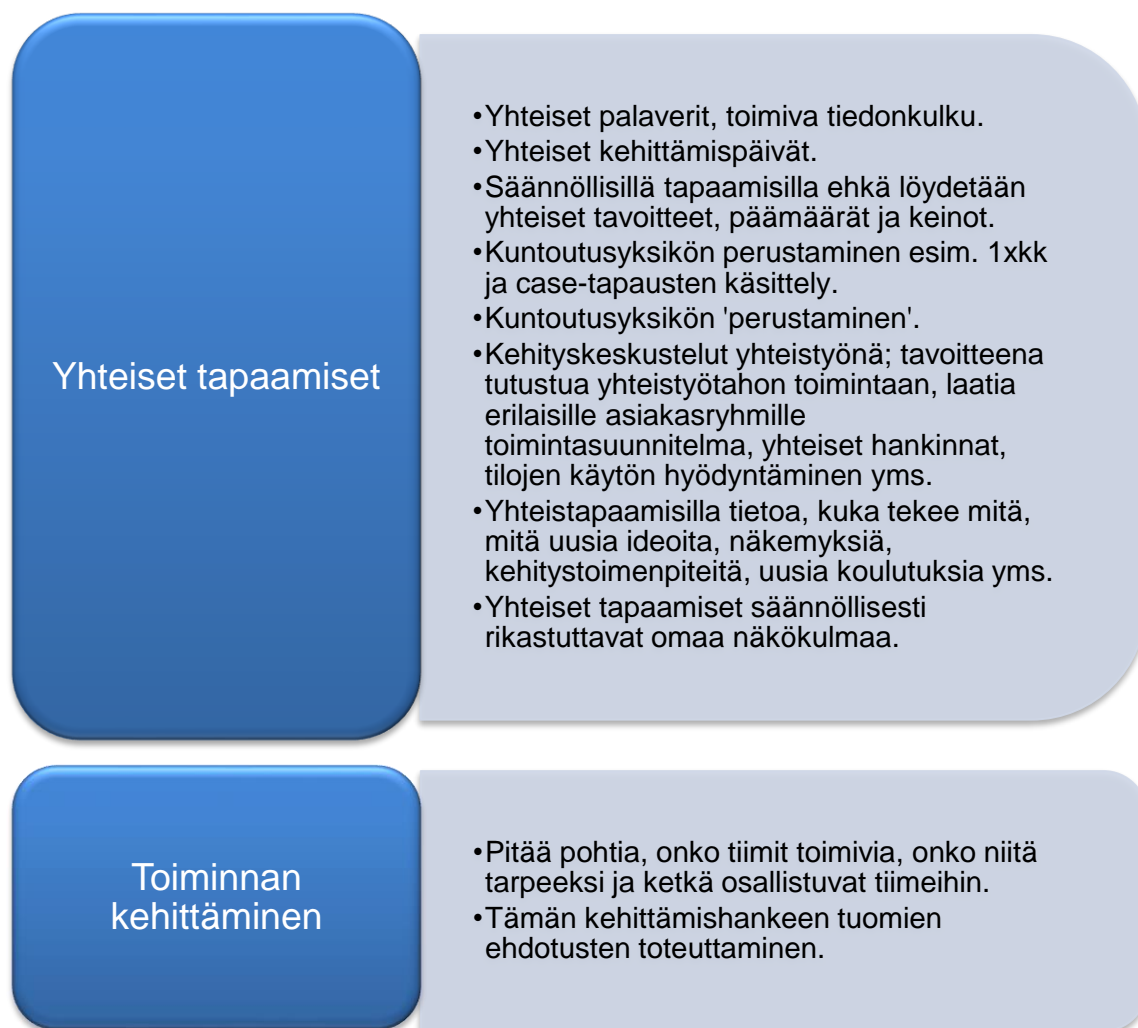 Yhteiset tapaamiset
•Yhteiset palaverit, toimiva tiedonkulku.
•Yhteiset kehittämispäivät.
•Säännöllisillä tapaamisilla ehkä löydetään
yhteiset tavoitteet, päämäärät ja keinot.
•Kuntoutusyksikön perustaminen esim. 1xkk
ja case-tapausten käsittely.
•Kuntoutusyksikön 'perustaminen'.
•Kehityskeskustelut yhteistyönä; tavoitteena
tutustua yhteistyötahon toimintaan, laatia
erilaisille asiakasryhmille
toimintasuunnitelma, yhteiset hankinnat,
tilojen käytön hyödyntäminen yms.
•Yhteistapaamisilla tietoa, kuka tekee mitä,
mitä uusia ideoita, näkemyksiä,
kehitystoimenpiteitä, uusia koulutuksia yms.
•Yhteiset tapaamiset säännöllisesti
rikastuttavat omaa näkökulmaa.
Toiminnan
kehittäminen
•Pitää pohtia, onko tiimit toimivia, onko niitä
tarpeeksi ja ketkä osallistuvat tiimeihin.
•Tämän kehittämishankeen tuomien
ehdotusten toteuttaminen.